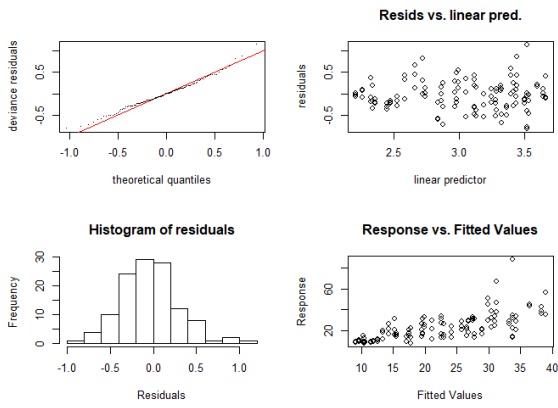 deviance residuals
-0.5 0.5
-1.0 -0.5 0.0 0.5 1.0
theoretical quantiles
Resids vs. linear pred.
residuals
-0.5 0.5
2.5 3.0 3.5
linear predictor
Histogram of residuals
Frequency
0 10 30
-1.0 -0.5 0.0 0.5 1.0
Residuals
Response vs. Fitted Values
Response
20 60
10 15 20 25 30 35 40
Fitted Values